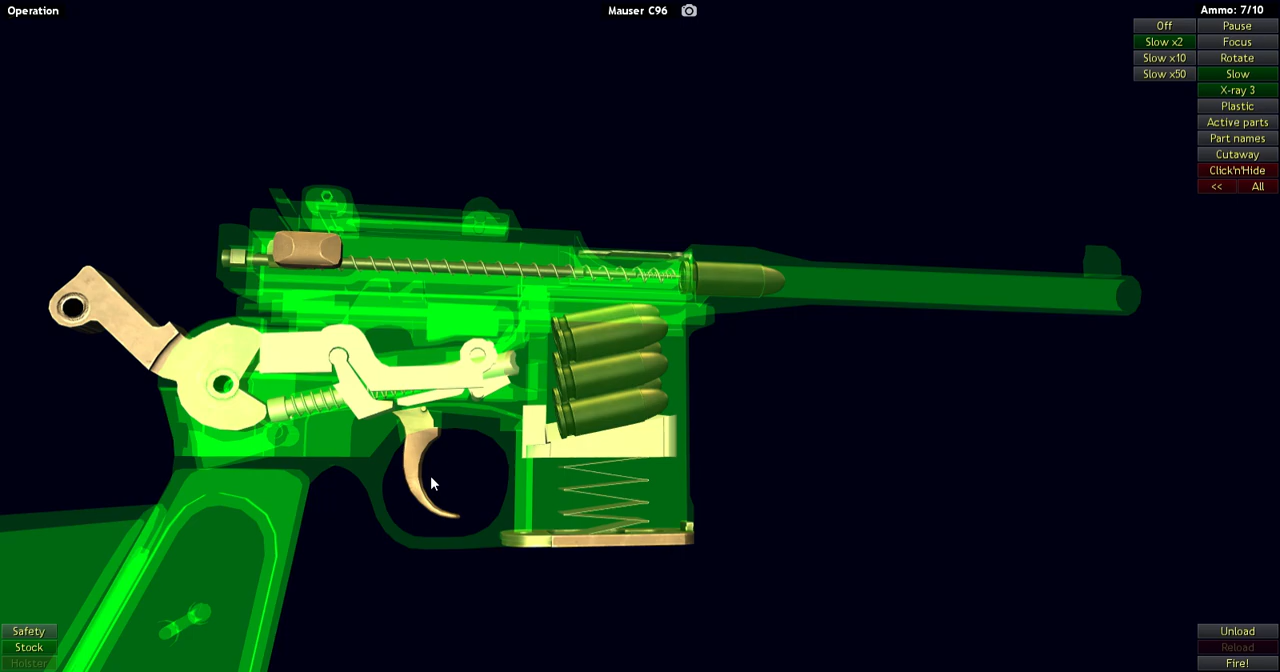 Operation
Mauser C96
Ammo: 7/10
Off
Pause
Slow x2
Focus
Slow x10
Rotate
Slow x50
Slow
X-ray 3
Plastic
Active parts
Part names
Cutaway
Click'n'Hide
<< All
Safety
Stock
Holster
Unload
Reload
Fire!